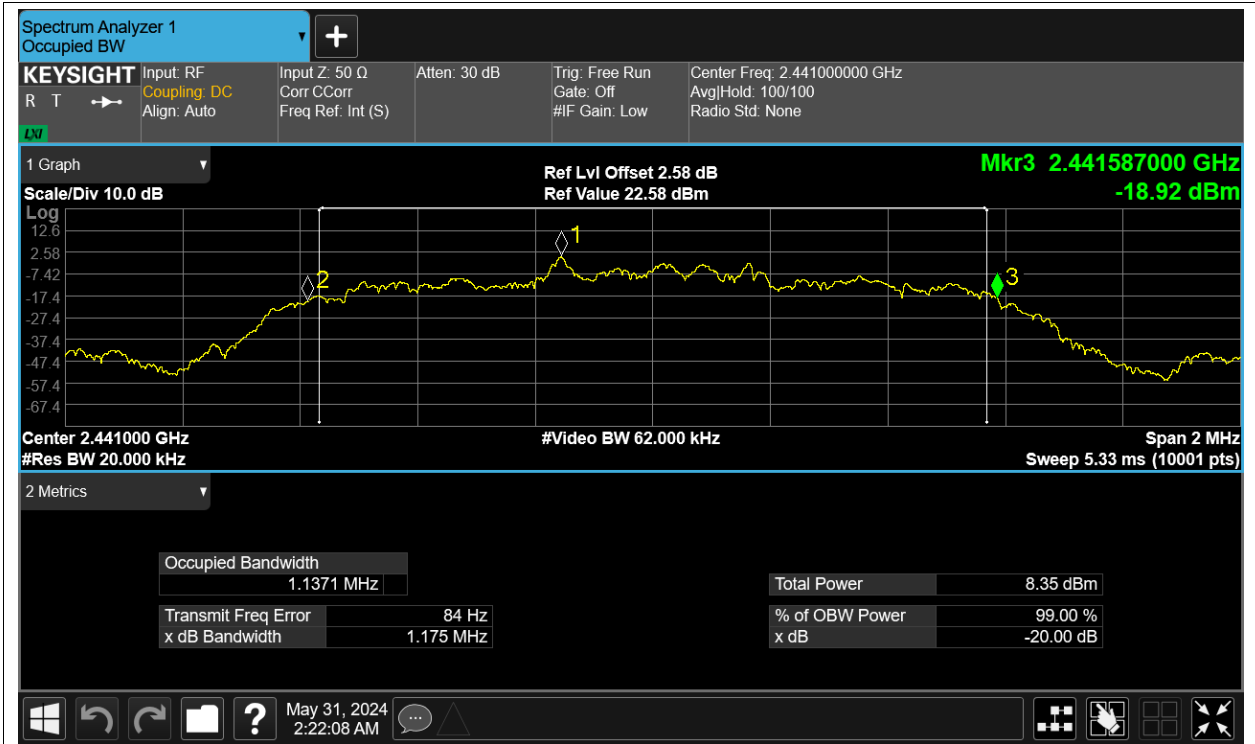 Spectrum Analyzer 1
Occupied BW
+
KEYSIGHT
R T
LXI
Input: RF
Coupling: DC
Align: Auto
Input Z: 50 Ω
Corr CCorr
Freq Ref: Int (S)
Atten: 30 dB
Trig: Free Run
Gate: Off
#IF Gain: Low
Center Freq: 2.441000000 GHz
Avg|Hold: 100/100
Radio Std: None
1 Graph
Scale/Div 10.0 dB
Ref Lvl Offset 2.58 dB
Ref Value 22.58 dBm
Mkr3 2.441587000 GHz
-18.92 dBm
Log
12.6
2.58
-7.42
-17.4
-27.4
-37.4
-47.4
-57.4
-67.4
1
2
3
Center 2.441000 GHz
#Video BW 62.000 kHz
Span 2 MHz
#Res BW 20.000 kHz
Sweep 5.33 ms (10001 pts)
2 Metrics
Occupied Bandwidth
1.1371 MHz
Transmit Freq Error 84 Hz
x dB Bandwidth 1.175 MHz
Total Power 8.35 dBm
% of OBW Power 99.00 %
x dB -20.00 dB
?
May 31, 2024
2:22:08 AM